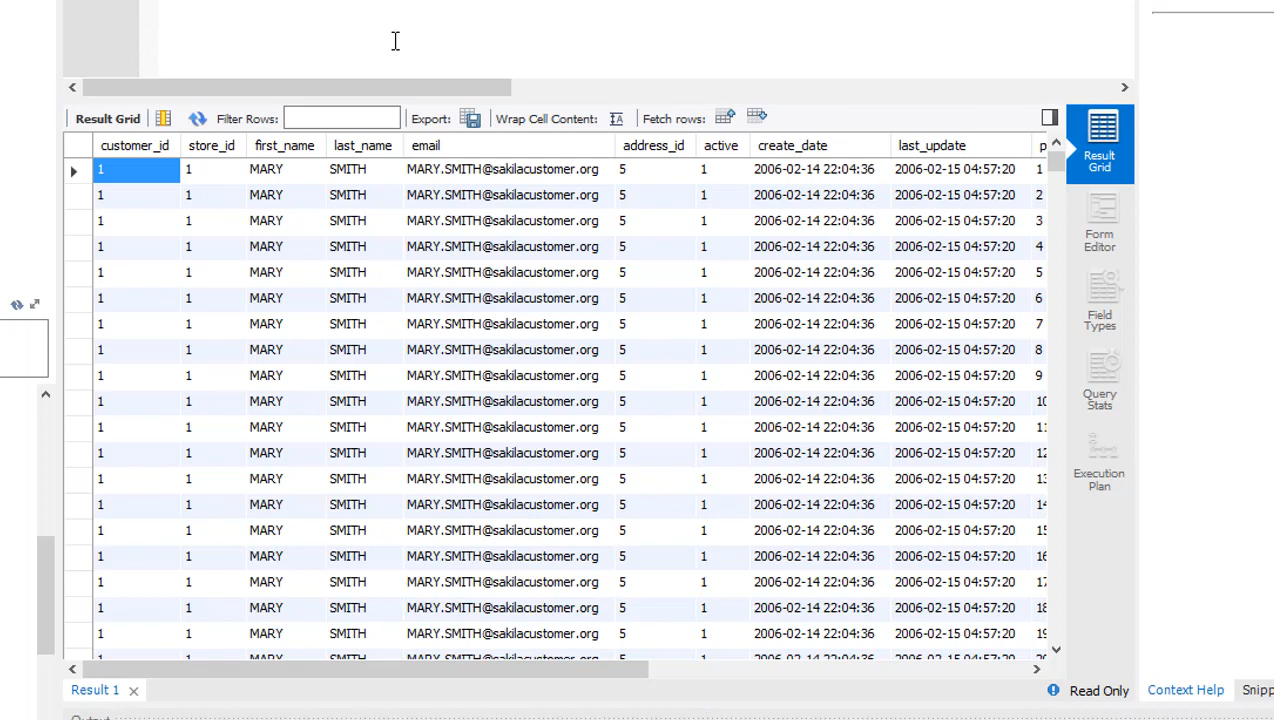 Result Grid Filter Rows: Export: Wrap Cell Content: Fetch rows:
customer_id store_id first_name last_name email address_id active create_date last_update p
1 1 MARY SMITH MARY.SMITH@sakilacustomer.org 5 1 2006-02-14 22:04:36 2006-02-15 04:57:20 1
1 1 MARY SMITH MARY.SMITH@sakilacustomer.org 5 1 2006-02-14 22:04:36 2006-02-15 04:57:20 2
1 1 MARY SMITH MARY.SMITH@sakilacustomer.org 5 1 2006-02-14 22:04:36 2006-02-15 04:57:20 3
1 1 MARY SMITH MARY.SMITH@sakilacustomer.org 5 1 2006-02-14 22:04:36 2006-02-15 04:57:20 4
1 1 MARY SMITH MARY.SMITH@sakilacustomer.org 5 1 2006-02-14 22:04:36 2006-02-15 04:57:20 5
1 1 MARY SMITH MARY.SMITH@sakilacustomer.org 5 1 2006-02-14 22:04:36 2006-02-15 04:57:20 6
1 1 MARY SMITH MARY.SMITH@sakilacustomer.org 5 1 2006-02-14 22:04:36 2006-02-15 04:57:20 7
1 1 MARY SMITH MARY.SMITH@sakilacustomer.org 5 1 2006-02-14 22:04:36 2006-02-15 04:57:20 8
1 1 MARY SMITH MARY.SMITH@sakilacustomer.org 5 1 2006-02-14 22:04:36 2006-02-15 04:57:20 9
1 1 MARY SMITH MARY.SMITH@sakilacustomer.org 5 1 2006-02-14 22:04:36 2006-02-15 04:57:20 10
1 1 MARY SMITH MARY.SMITH@sakilacustomer.org 5 1 2006-02-14 22:04:36 2006-02-15 04:57:20 11
1 1 MARY SMITH MARY.SMITH@sakilacustomer.org 5 1 2006-02-14 22:04:36 2006-02-15 04:57:20 12
1 1 MARY SMITH MARY.SMITH@sakilacustomer.org 5 1 2006-02-14 22:04:36 2006-02-15 04:57:20 13
1 1 MARY SMITH MARY.SMITH@sakilacustomer.org 5 1 2006-02-14 22:04:36 2006-02-15 04:57:20 14
1 1 MARY SMITH MARY.SMITH@sakilacustomer.org 5 1 2006-02-14 22:04:36 2006-02-15 04:57:20 15
1 1 MARY SMITH MARY.SMITH@sakilacustomer.org 5 1 2006-02-14 22:04:36 2006-02-15 04:57:20 16
1 1 MARY SMITH MARY.SMITH@sakilacustomer.org 5 1 2006-02-14 22:04:36 2006-02-15 04:57:20 17
1 1 MARY SMITH MARY.SMITH@sakilacustomer.org 5 1 2006-02-14 22:04:36 2006-02-15 04:57:20 18
1 1 MARY SMITH MARY.SMITH@sakilacustomer.org 5 1 2006-02-14 22:04:36 2006-02-15 04:57:20 19
Result
Grid
Form
Editor
Field
Types
Query
Stats
Execution
Plan
Result 1 Read Only Context Help Snipp
Output